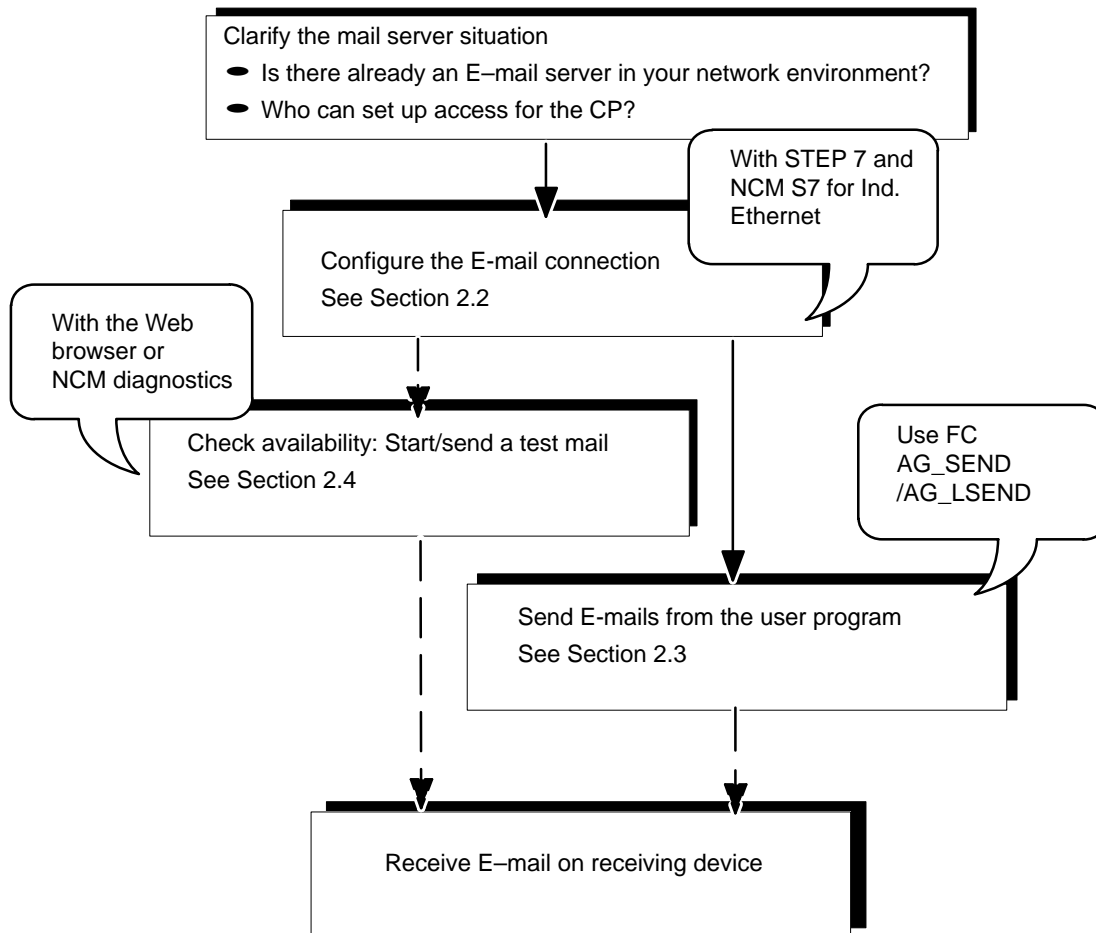 Clarify the mail server situation
Is there already an E–mail server in your network environment?
Who can set up access for the CP?
With STEP 7 and
NCM S7 for Ind.
Ethernet
Configure the E-mail connection
See Section 2.2
With the Web
browser or
NCM diagnostics
Check availability: Start/send a test mail
See Section 2.4
Use FC
AG_SEND
/AG_LSEND
Send E-mails from the user program
See Section 2.3
Receive E–mail on receiving device